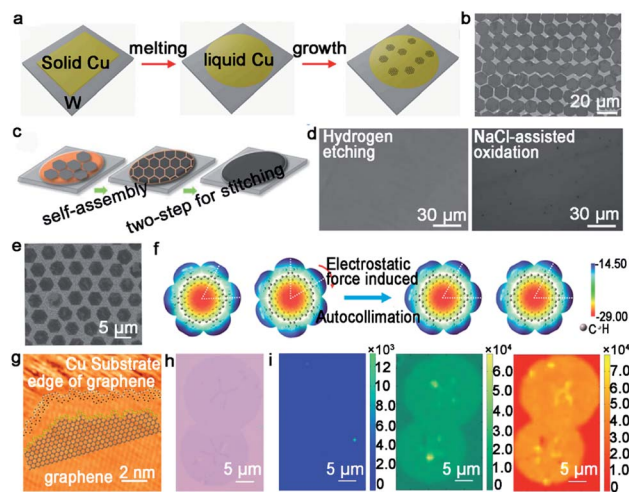 a
melting
growth
Solid Cu
liquid Cu
W
b
20 µm
c
self-assembly
two-step for stitching
d
Hydrogen
etching
30 µm
NaCl-assisted
oxidation
30 µm
e
5 µm
f
Electrostatic
force induced
Autocollimation
-14.50
-29.00
C
H
g
Cu Substrate
edge of graphene
graphene
2 nm
h
5 µm
i
5 µm
×10³
12
10
8.0
6.0
4.0
2.0
0
5 µm
×10⁴
6.0
5.0
4.0
3.0
2.0
1.0
0.0
5 µm
×10⁴
7.0
6.0
5.0
4.0
3.0
2.0
1.0
0.0